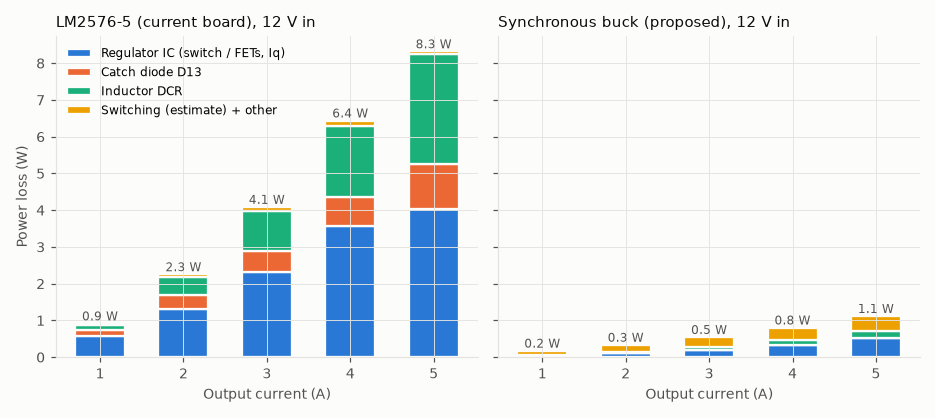 LM2576-5 (current board), 12 V in
Regulator IC (switch / FETs, Iq)
Catch diode D13
Inductor DCR
Switching (estimate) + other
0.9 W
2.3 W
4.1 W
6.4 W
8.3 W
Power loss (W)
8
7
6
5
4
3
2
1
0
1 2 3 4 5
Output current (A)
Synchronous buck (proposed), 12 V in
0.2 W
0.3 W
0.5 W
0.8 W
1.1 W
1 2 3 4 5
Output current (A)